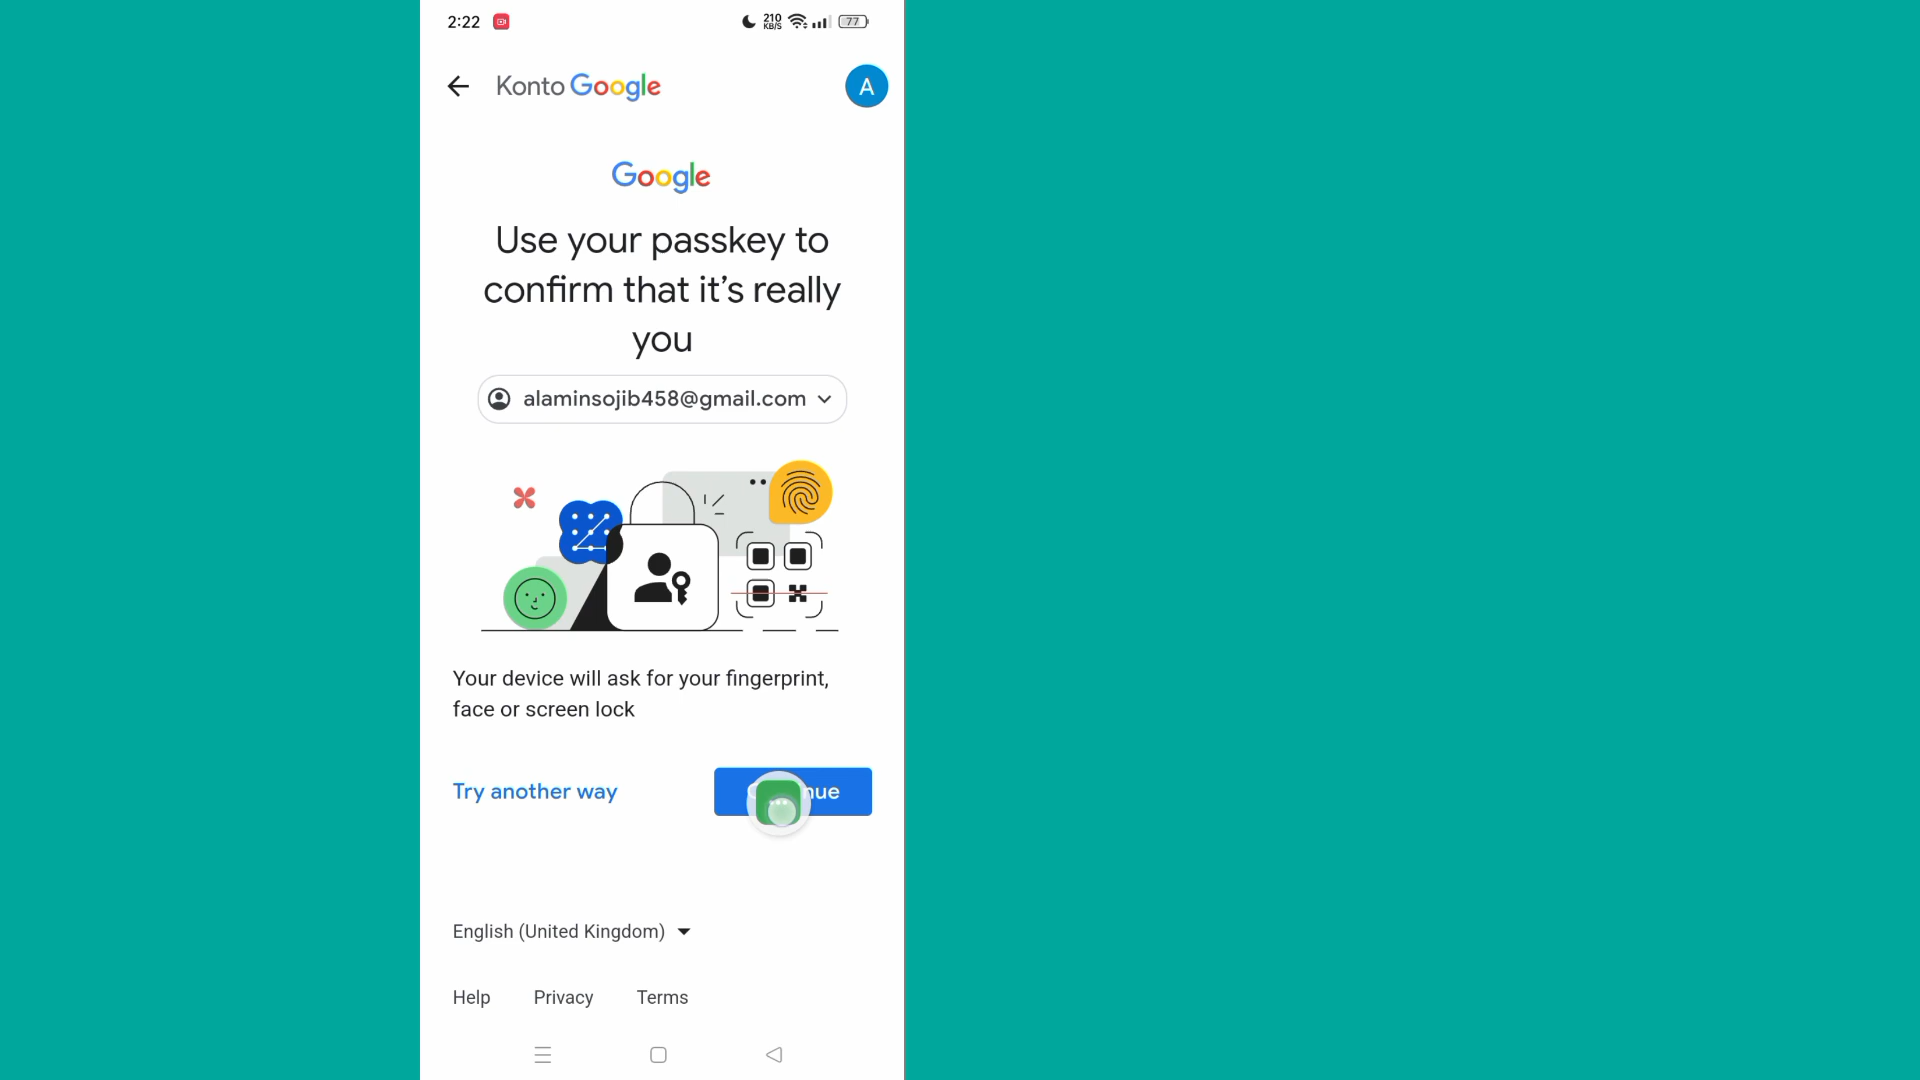 2:22
210
KB/S
77
Konto Google
A
Google
Use your passkey to
confirm that it's really
you
alaminsojib458@gmail.com
Your device will ask for your fingerprint,
face or screen lock
Try another way
English (United Kingdom)
Help
Privacy
Terms